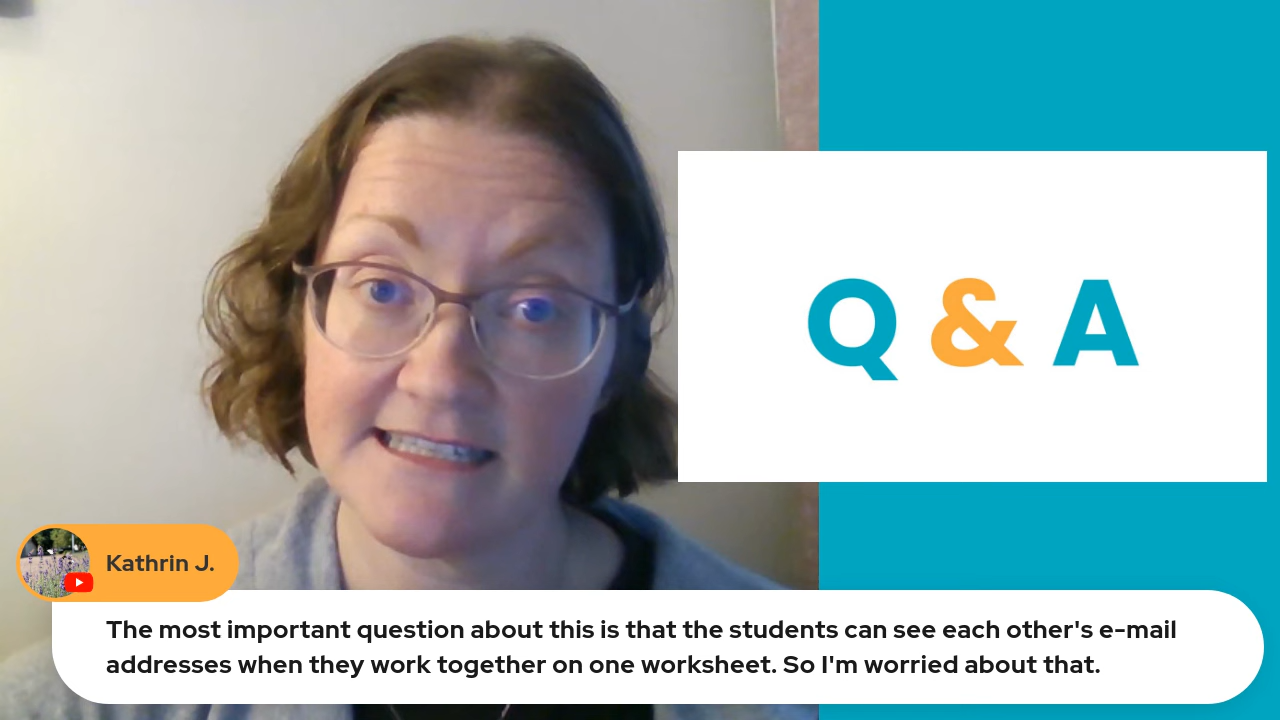 Q & A
Kathrin J.
The most important question about this is that the students can see each other's e-mail
addresses when they work together on one worksheet. So I'm worried about that.